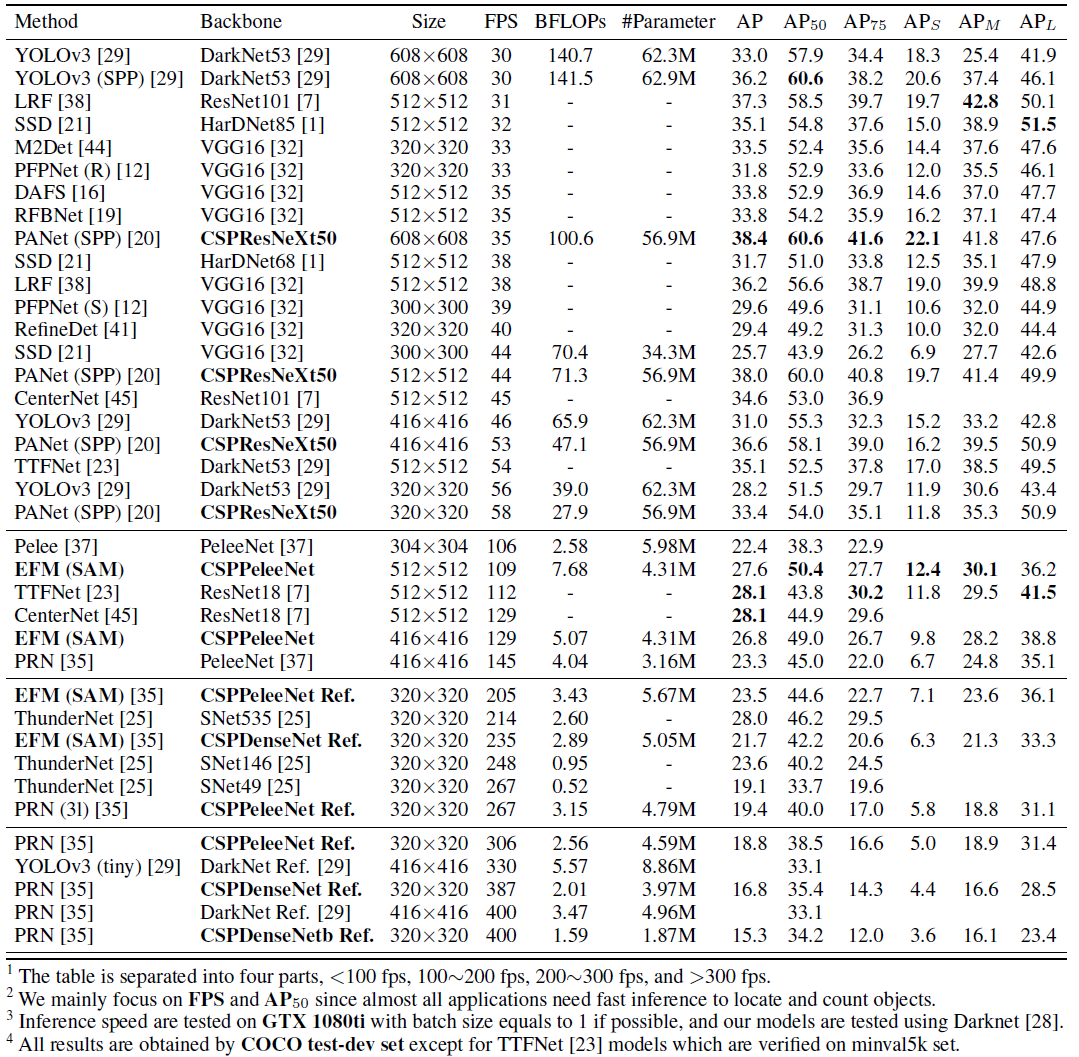 Method Backbone Size FPS BFLOPs #Parameter AP AP50 AP75 APS APM APL
YOLOv3 [29] DarkNet53 [29] 608×608 30 140.7 62.3M 33.0 57.9 34.4 18.3 25.4 41.9
YOLOv3 (SPP) [29] DarkNet53 [29] 608×608 30 141.5 62.9M 36.2 60.6 38.2 20.6 37.4 46.1
LRF [38] ResNet101 [7] 512×512 31 - - 37.3 58.5 39.7 19.7 42.8 50.1
SSD [21] HarDNet85 [1] 512×512 32 - - 35.1 54.8 37.6 15.0 38.9 51.5
M2Det [44] VGG16 [32] 320×320 33 - - 33.5 52.4 35.6 14.4 37.6 47.6
PFPNet (R) [12] VGG16 [32] 320×320 33 - - 31.8 52.9 33.6 12.0 35.5 46.1
DAFS [16] VGG16 [32] 512×512 35 - - 33.8 52.9 36.9 14.6 37.0 47.7
RFBNet [19] VGG16 [32] 512×512 35 - - 33.8 54.2 35.9 16.2 37.1 47.4
PANet (SPP) [20] CSPResNeXt50 608×608 35 100.6 56.9M 38.4 60.6 41.6 22.1 41.8 47.6
SSD [21] HarDNet68 [1] 512×512 38 - - 31.7 51.0 33.8 12.5 35.1 47.9
LRF [38] VGG16 [32] 512×512 38 - - 36.2 56.6 38.7 19.0 39.9 48.8
PFPNet (S) [12] VGG16 [32] 300×300 39 - - 29.6 49.6 31.1 10.6 32.0 44.9
RefineDet [41] VGG16 [32] 320×320 40 - - 29.4 49.2 31.3 10.0 32.0 44.4
SSD [21] VGG16 [32] 300×300 44 70.4 34.3M 25.7 43.9 26.2 6.9 27.7 42.6
PANet (SPP) [20] CSPResNeXt50 512×512 44 71.3 56.9M 38.0 60.0 40.8 19.7 41.4 49.9
CenterNet [45] ResNet101 [7] 512×512 45 - - 34.6 53.0 36.9
YOLOv3 [29] DarkNet53 [29] 416×416 46 65.9 62.3M 31.0 55.3 32.3 15.2 33.2 42.8
PANet (SPP) [20] CSPResNeXt50 416×416 53 47.1 56.9M 36.6 58.1 39.0 16.2 39.5 50.9
TTFNet [23] DarkNet53 [29] 512×512 54 - - 35.1 52.5 37.8 17.0 38.5 49.5
YOLOv3 [29] DarkNet53 [29] 320×320 56 39.0 62.3M 28.2 51.5 29.7 11.9 30.6 43.4
PANet (SPP) [20] CSPResNeXt50 320×320 58 27.9 56.9M 33.4 54.0 35.1 11.8 35.3 50.9
Pelee [37] PeleeNet [37] 304×304 106 2.58 5.98M 22.4 38.3 22.9
EFM (SAM) CSPPeleeNet 512×512 109 7.68 4.31M 27.6 50.4 27.7 12.4 30.1 36.2
TTFNet [23] ResNet18 [7] 512×512 112 - - 28.1 43.8 30.2 11.8 29.5 41.5
CenterNet [45] ResNet18 [7] 512×512 129 - - 28.1 44.9 29.6
EFM (SAM) CSPPeleeNet 416×416 129 5.07 4.31M 26.8 49.0 26.7 9.8 28.2 38.8
PRN [35] PeleeNet [37] 416×416 145 4.04 3.16M 23.3 45.0 22.0 6.7 24.8 35.1
EFM (SAM) [35] CSPPeleeNet Ref. 320×320 205 3.43 5.67M 23.5 44.6 22.7 7.1 23.6 36.1
ThunderNet [25] SNet535 [25] 320×320 214 2.60 - 28.0 46.2 29.5
EFM (SAM) [35] CSPDenseNet Ref. 320×320 235 2.89 5.05M 21.7 42.2 20.6 6.3 21.3 33.3
ThunderNet [25] SNet146 [25] 320×320 248 0.95 - 23.6 40.2 24.5
ThunderNet [25] SNet49 [25] 320×320 267 0.52 - 19.1 33.7 19.6
PRN (3l) [35] CSPPeleeNet Ref. 320×320 267 3.15 4.79M 19.4 40.0 17.0 5.8 18.8 31.1
PRN [35] CSPPeleeNet Ref. 320×320 306 2.56 4.59M 18.8 38.5 16.6 5.0 18.9 31.4
YOLOv3 (tiny) [29] DarkNet Ref. [29] 416×416 330 5.57 8.86M 33.1
PRN [35] CSPDenseNet Ref. 320×320 387 2.01 3.97M 16.8 35.4 14.3 4.4 16.6 28.5
PRN [35] DarkNet Ref. [29] 416×416 400 3.47 4.96M 33.1
PRN [35] CSPDenseNetb Ref. 320×320 400 1.59 1.87M 15.3 34.2 12.0 3.6 16.1 23.4
1 The table is separated into four parts, <100 fps, 100∼200 fps, 200∼300 fps, and >300 fps.
2 We mainly focus on FPS and AP50 since almost all applications need fast inference to locate and count objects.
3 Inference speed are tested on GTX 1080ti with batch size equals to 1 if possible, and our models are tested using Darknet [28].
4 All results are obtained by COCO test-dev set except for TTFNet [23] models which are verified on minval5k set.